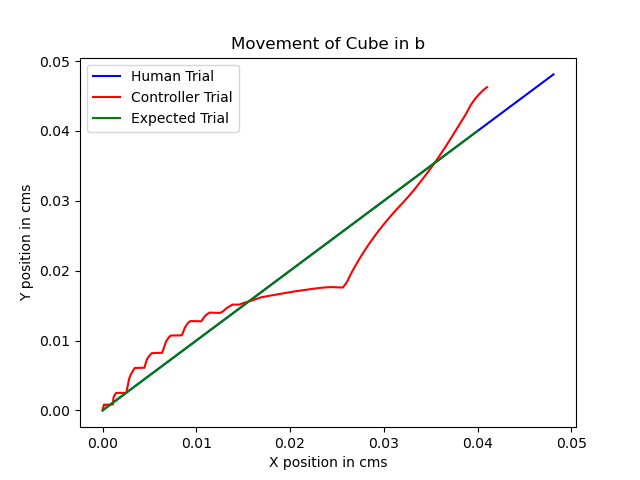 Movement of Cube in b
Human Trial
Controller Trial
Expected Trial
Y position in cms
0.05
0.04
0.03
0.02
0.01
0.00
0.00 0.01 0.02 0.03 0.04 0.05
X position in cms